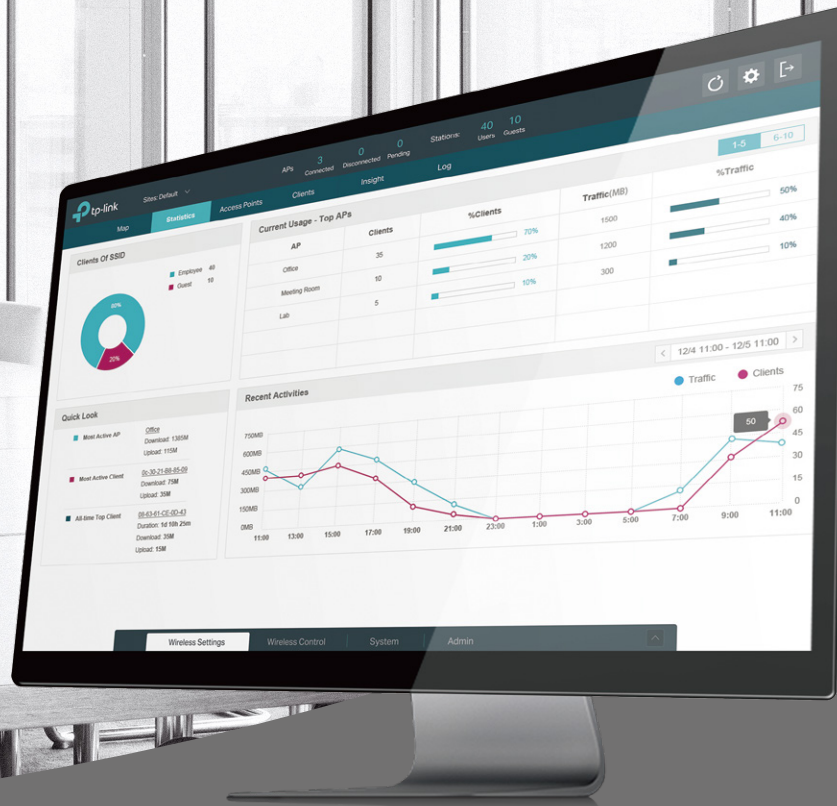 tp-link
Sites: Default
APs 3 Connected 0 Disconnected 0 Pending
Stations: 40 Users 10 Guests
Map Statistics Access Points Clients Insight Log
Clients Of SSID
Employee 40
Guest 10
80%
20%
Current Usage - Top APs
1-5 6-10
AP Clients %Clients Traffic(MB) %Traffic
Office 35 70% 1500 50%
Meeting Room 10 20% 1200 40%
Lab 5 10% 300 10%
Quick Look
Most Active AP Office
Download: 1385M
Upload: 115M
Most Active Client 0c-30-21-B8-85-09
Download: 75M
Upload: 35M
All-time Top Client 08-63-61-CE-0D-43
Duration: 1d 10h 25m
Download: 35M
Upload: 15M
Recent Activities
12/4 11:00 - 12/5 11:00
Traffic Clients
750MB 75
600MB 60
450MB 45
300MB 30
150MB 15
0MB 0
50
11:00 13:00 15:00 17:00 19:00 21:00 23:00 1:00 3:00 5:00 7:00 9:00 11:00
Wireless Settings Wireless Control System Admin